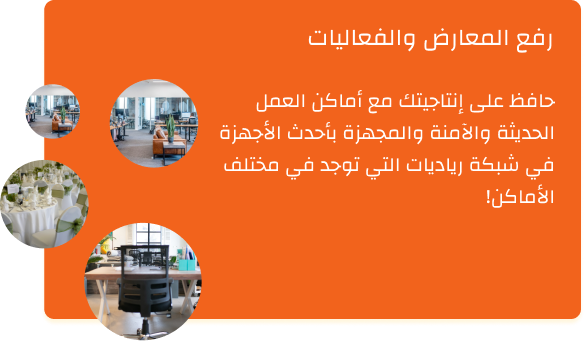 رفع المعارض والفعاليات
حافظ على إنتاجيتك مع أماكن العمل
الحديثة والآمنة والمجهزة بأحدث الأجهزة
في شبكة رياديات التي توجد في مختلف
الأماكن!